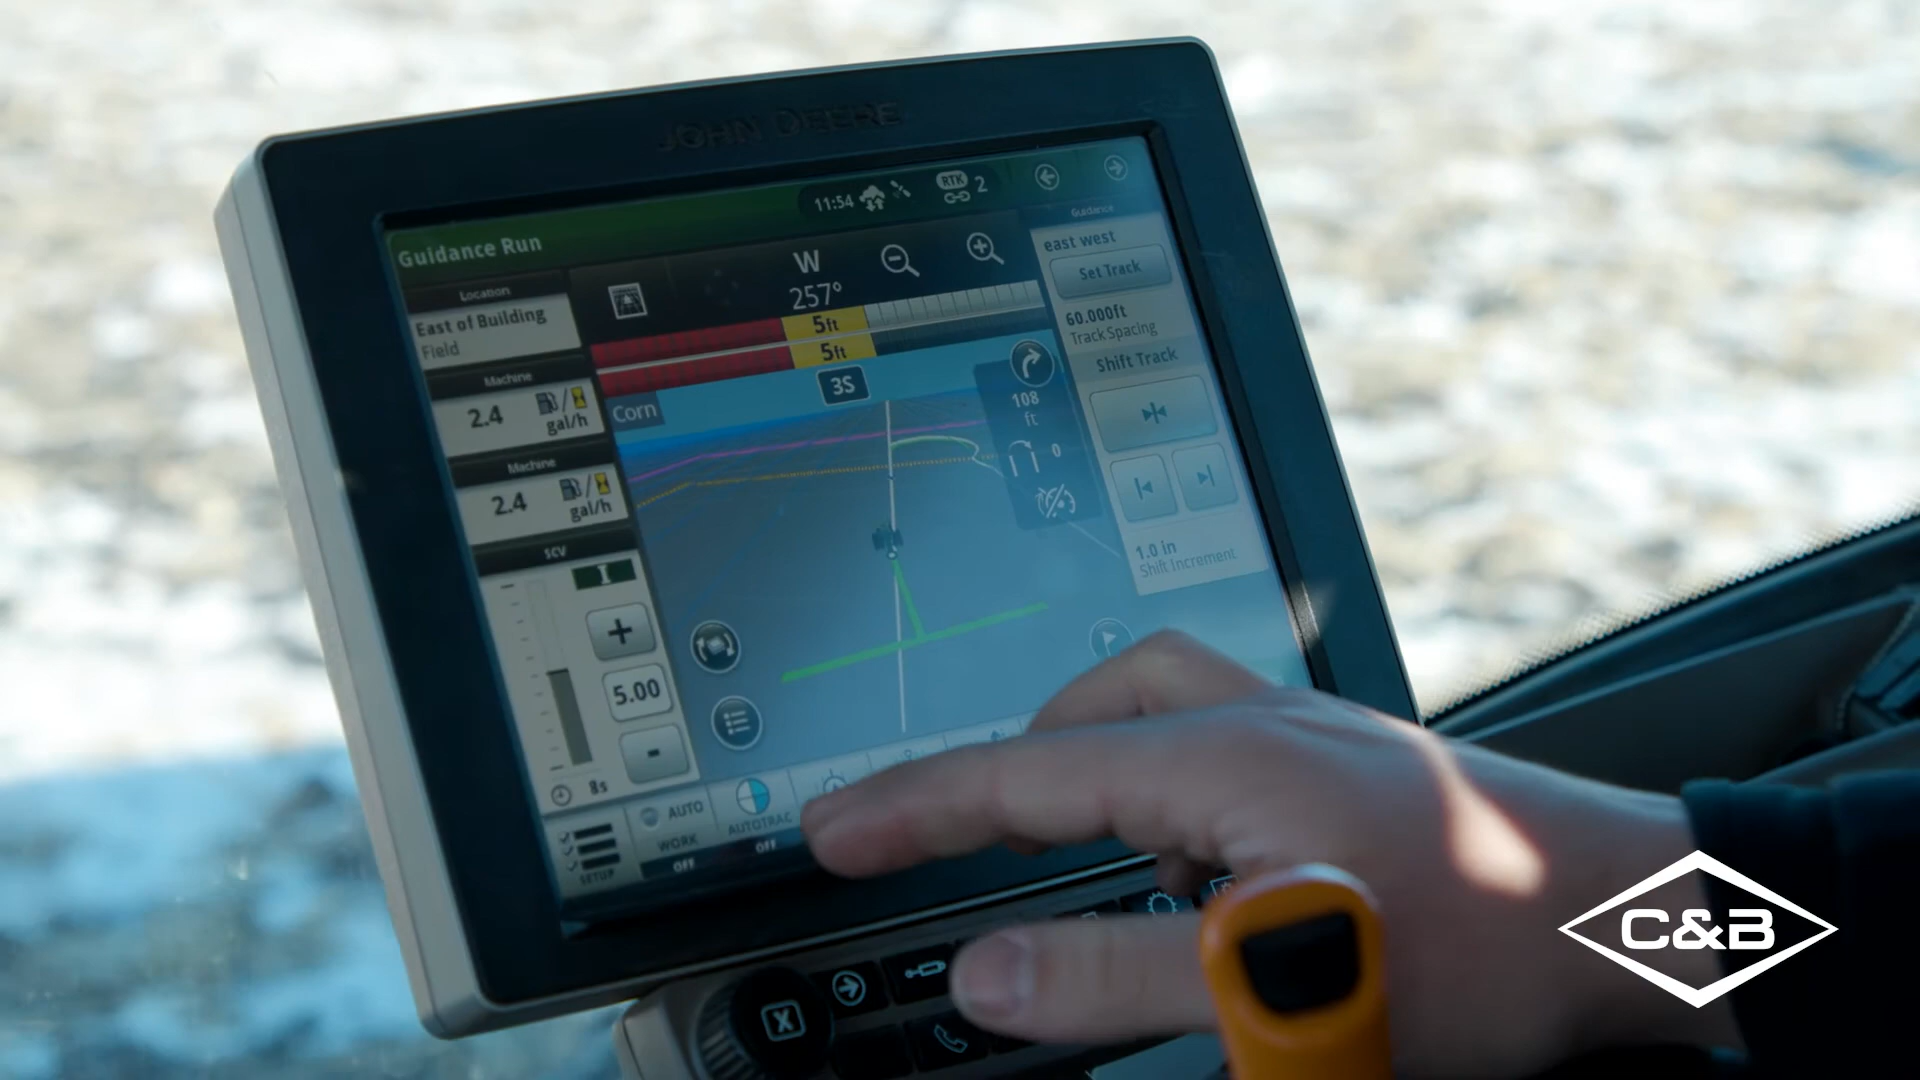 JOHN DEERE
11:54
RTK
2
Guidance Run
Location
East of Building
Field
Machine
2.4
gal/h
Machine
2.4
gal/h
SCV
I
+
5.00
-
8s
W
257°
5ft
5ft
3S
Corn
108
ft
0
Guidance
east west
Set Track
60.000ft
Track Spacing
Shift Track
1.0 in
Shift Increment
SETUP
AUTO
WORK
OFF
AUTOTRAC
OFF
X
C&B